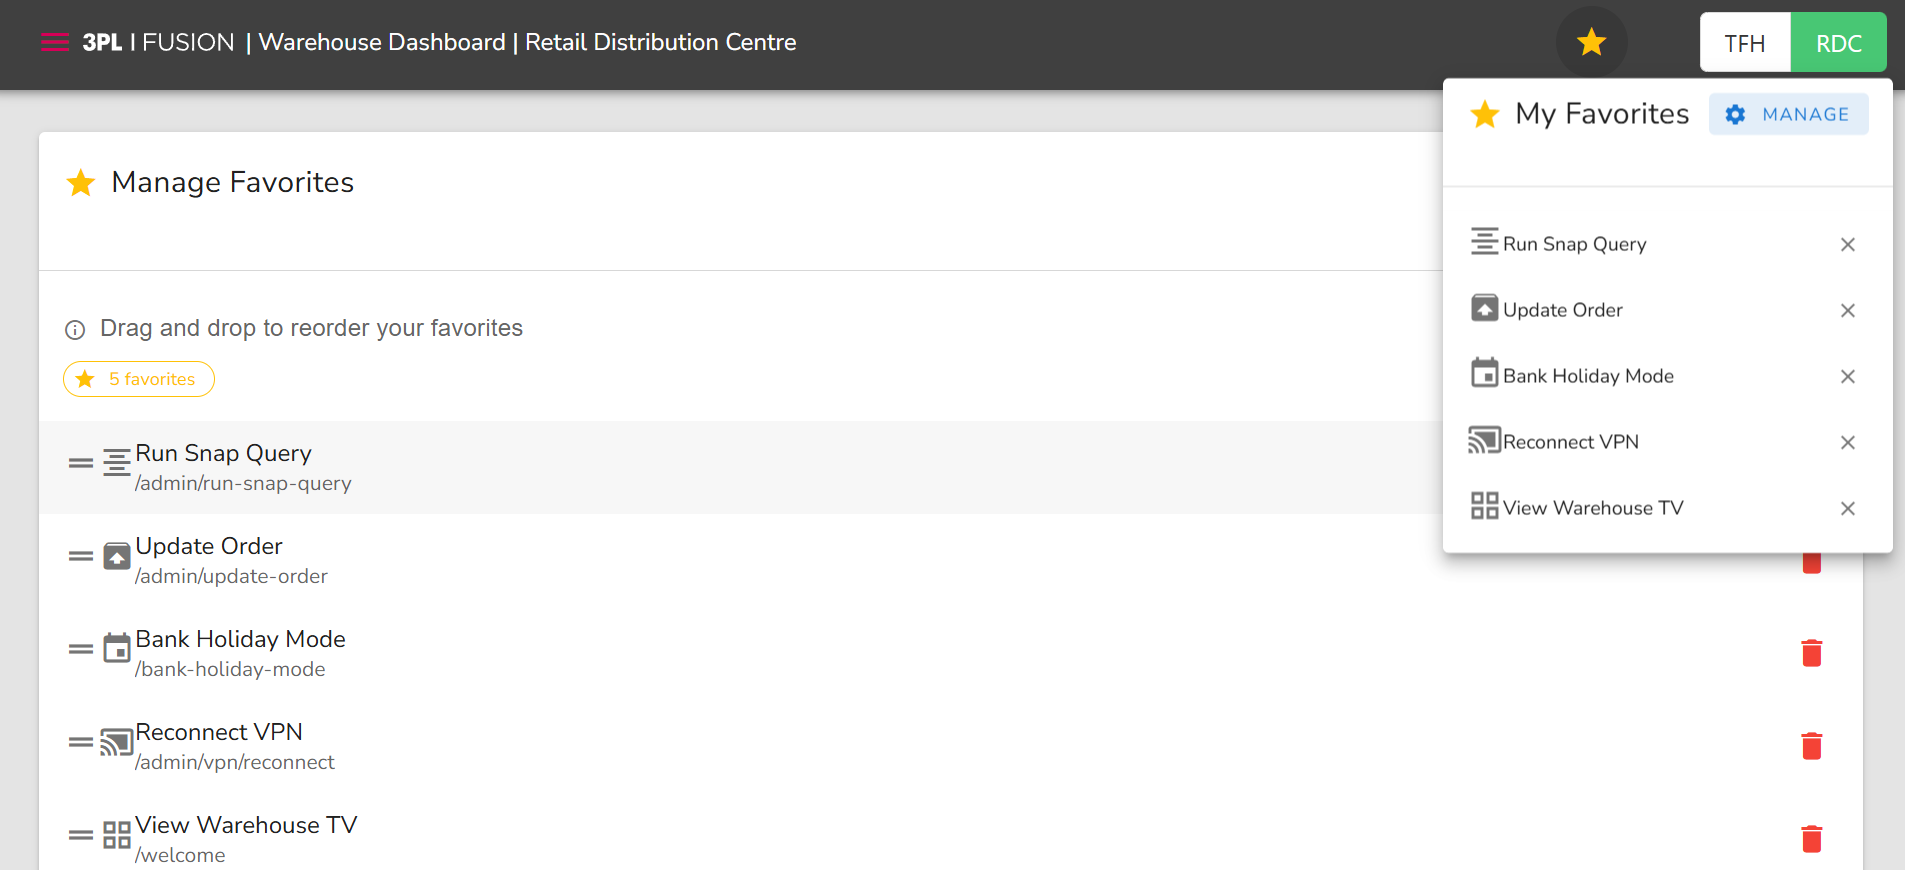 3PL | FUSION | Warehouse Dashboard | Retail Distribution Centre
TFH RDC
My Favorites MANAGE
Run Snap Query
Update Order
Bank Holiday Mode
Reconnect VPN
View Warehouse TV
Manage Favorites
Drag and drop to reorder your favorites
5 favorites
Run Snap Query
/admin/run-snap-query
Update Order
/admin/update-order
Bank Holiday Mode
/bank-holiday-mode
Reconnect VPN
/admin/vpn/reconnect
View Warehouse TV
/welcome